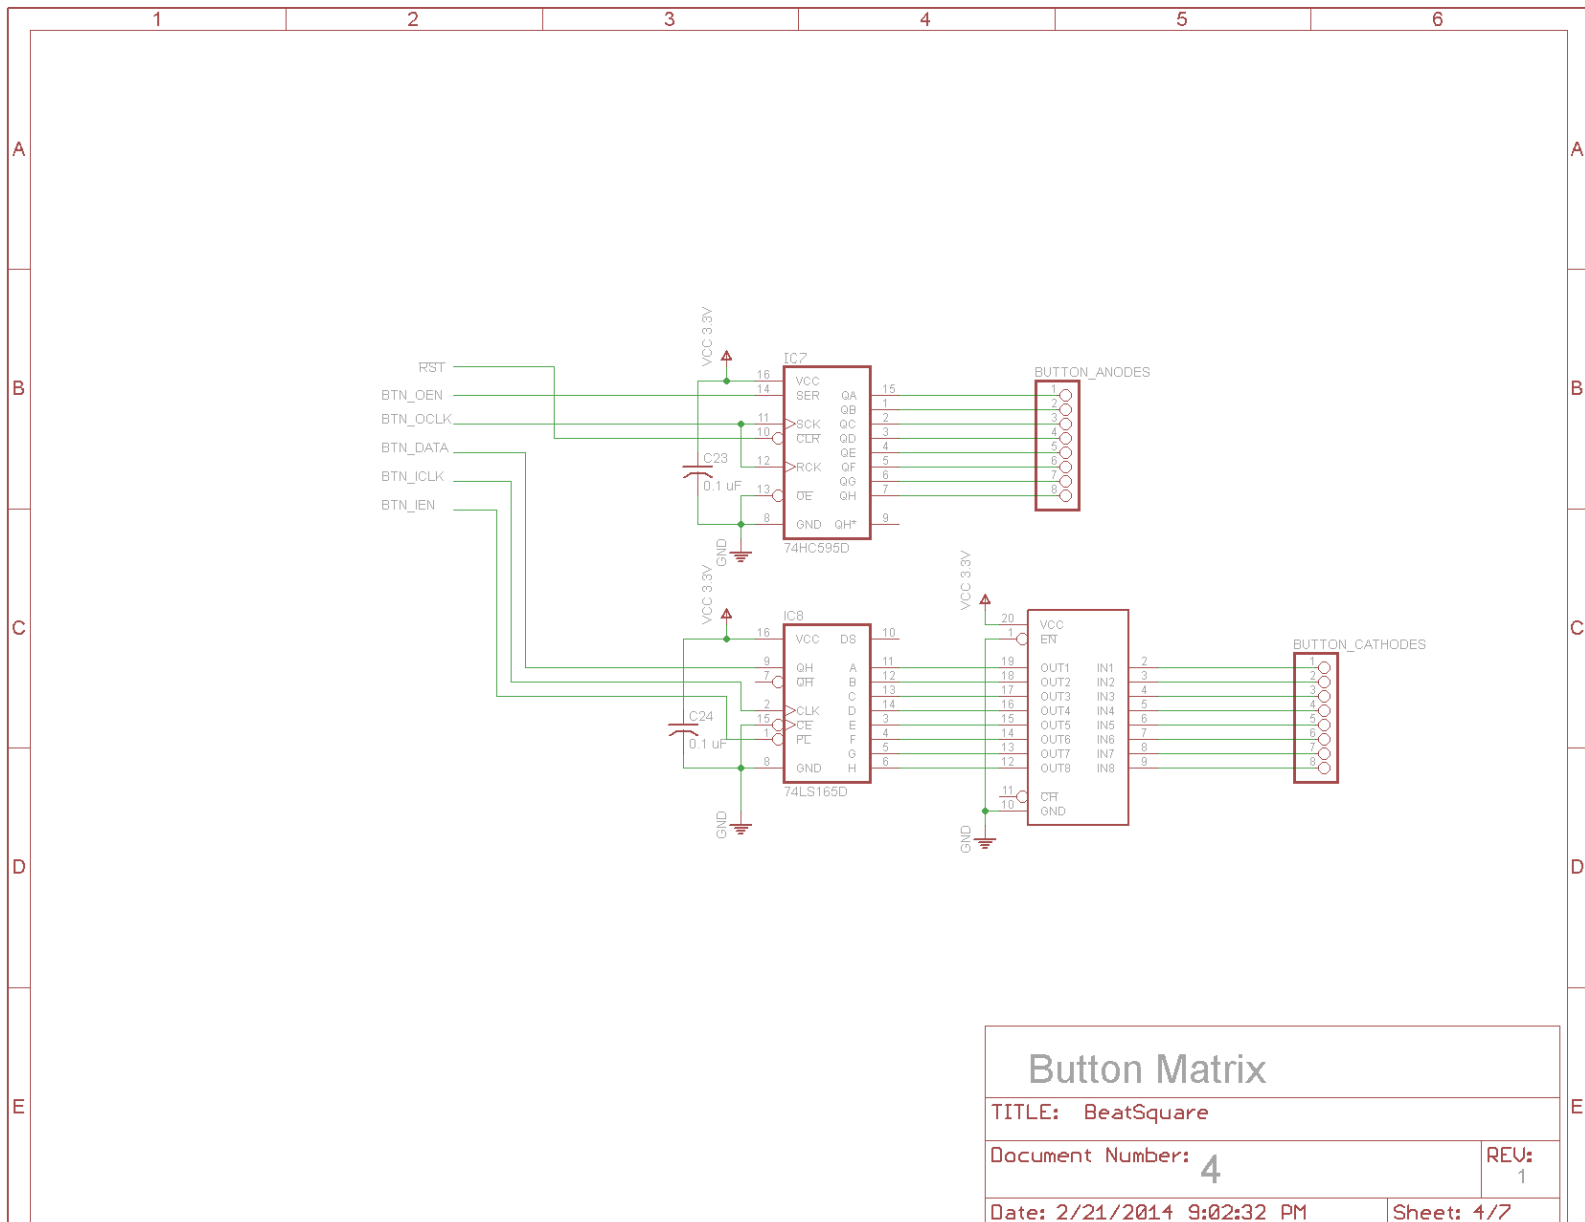 1 2 3 4 5 6
A A
B B
C C
D D
E E
RST
BTN_OEN
BTN_OCLK
BTN_DATA
BTN_ICLK
BTN_IEN
VCC 3.3V
IC7
16 VCC
14 SER QA 15
QB 1
11 SCK QC 2
10 CLR QD 3
QE 4
12 RCK QF 5
QG 6
13 OE QH 7
8 GND QH* 9
74HC595D
C23
0.1 uF
GND
BUTTON_ANODES
1
2
3
4
5
6
7
8
VCC 3.3V
IC8
16 VCC DS 10
9 QH A 11
7 QH B 12
C 13
2 CLK D 14
15 CE E 3
1 PL F 4
G 5
8 GND H 6
74LS165D
C24
0.1 uF
GND
VCC 3.3V
20 VCC
1 EN
19 OUT1 IN1 2
18 OUT2 IN2 3
17 OUT3 IN3 4
16 OUT4 IN4 5
15 OUT5 IN5 6
14 OUT6 IN6 7
13 OUT7 IN7 8
12 OUT8 IN8 9
11 CH
10 GND
GND
BUTTON_CATHODES
1
2
3
4
5
6
7
8
Button Matrix
TITLE: BeatSquare
Document Number: 4
REV: 1
Date: 2/21/2014 9:02:32 PM
Sheet: 4/7